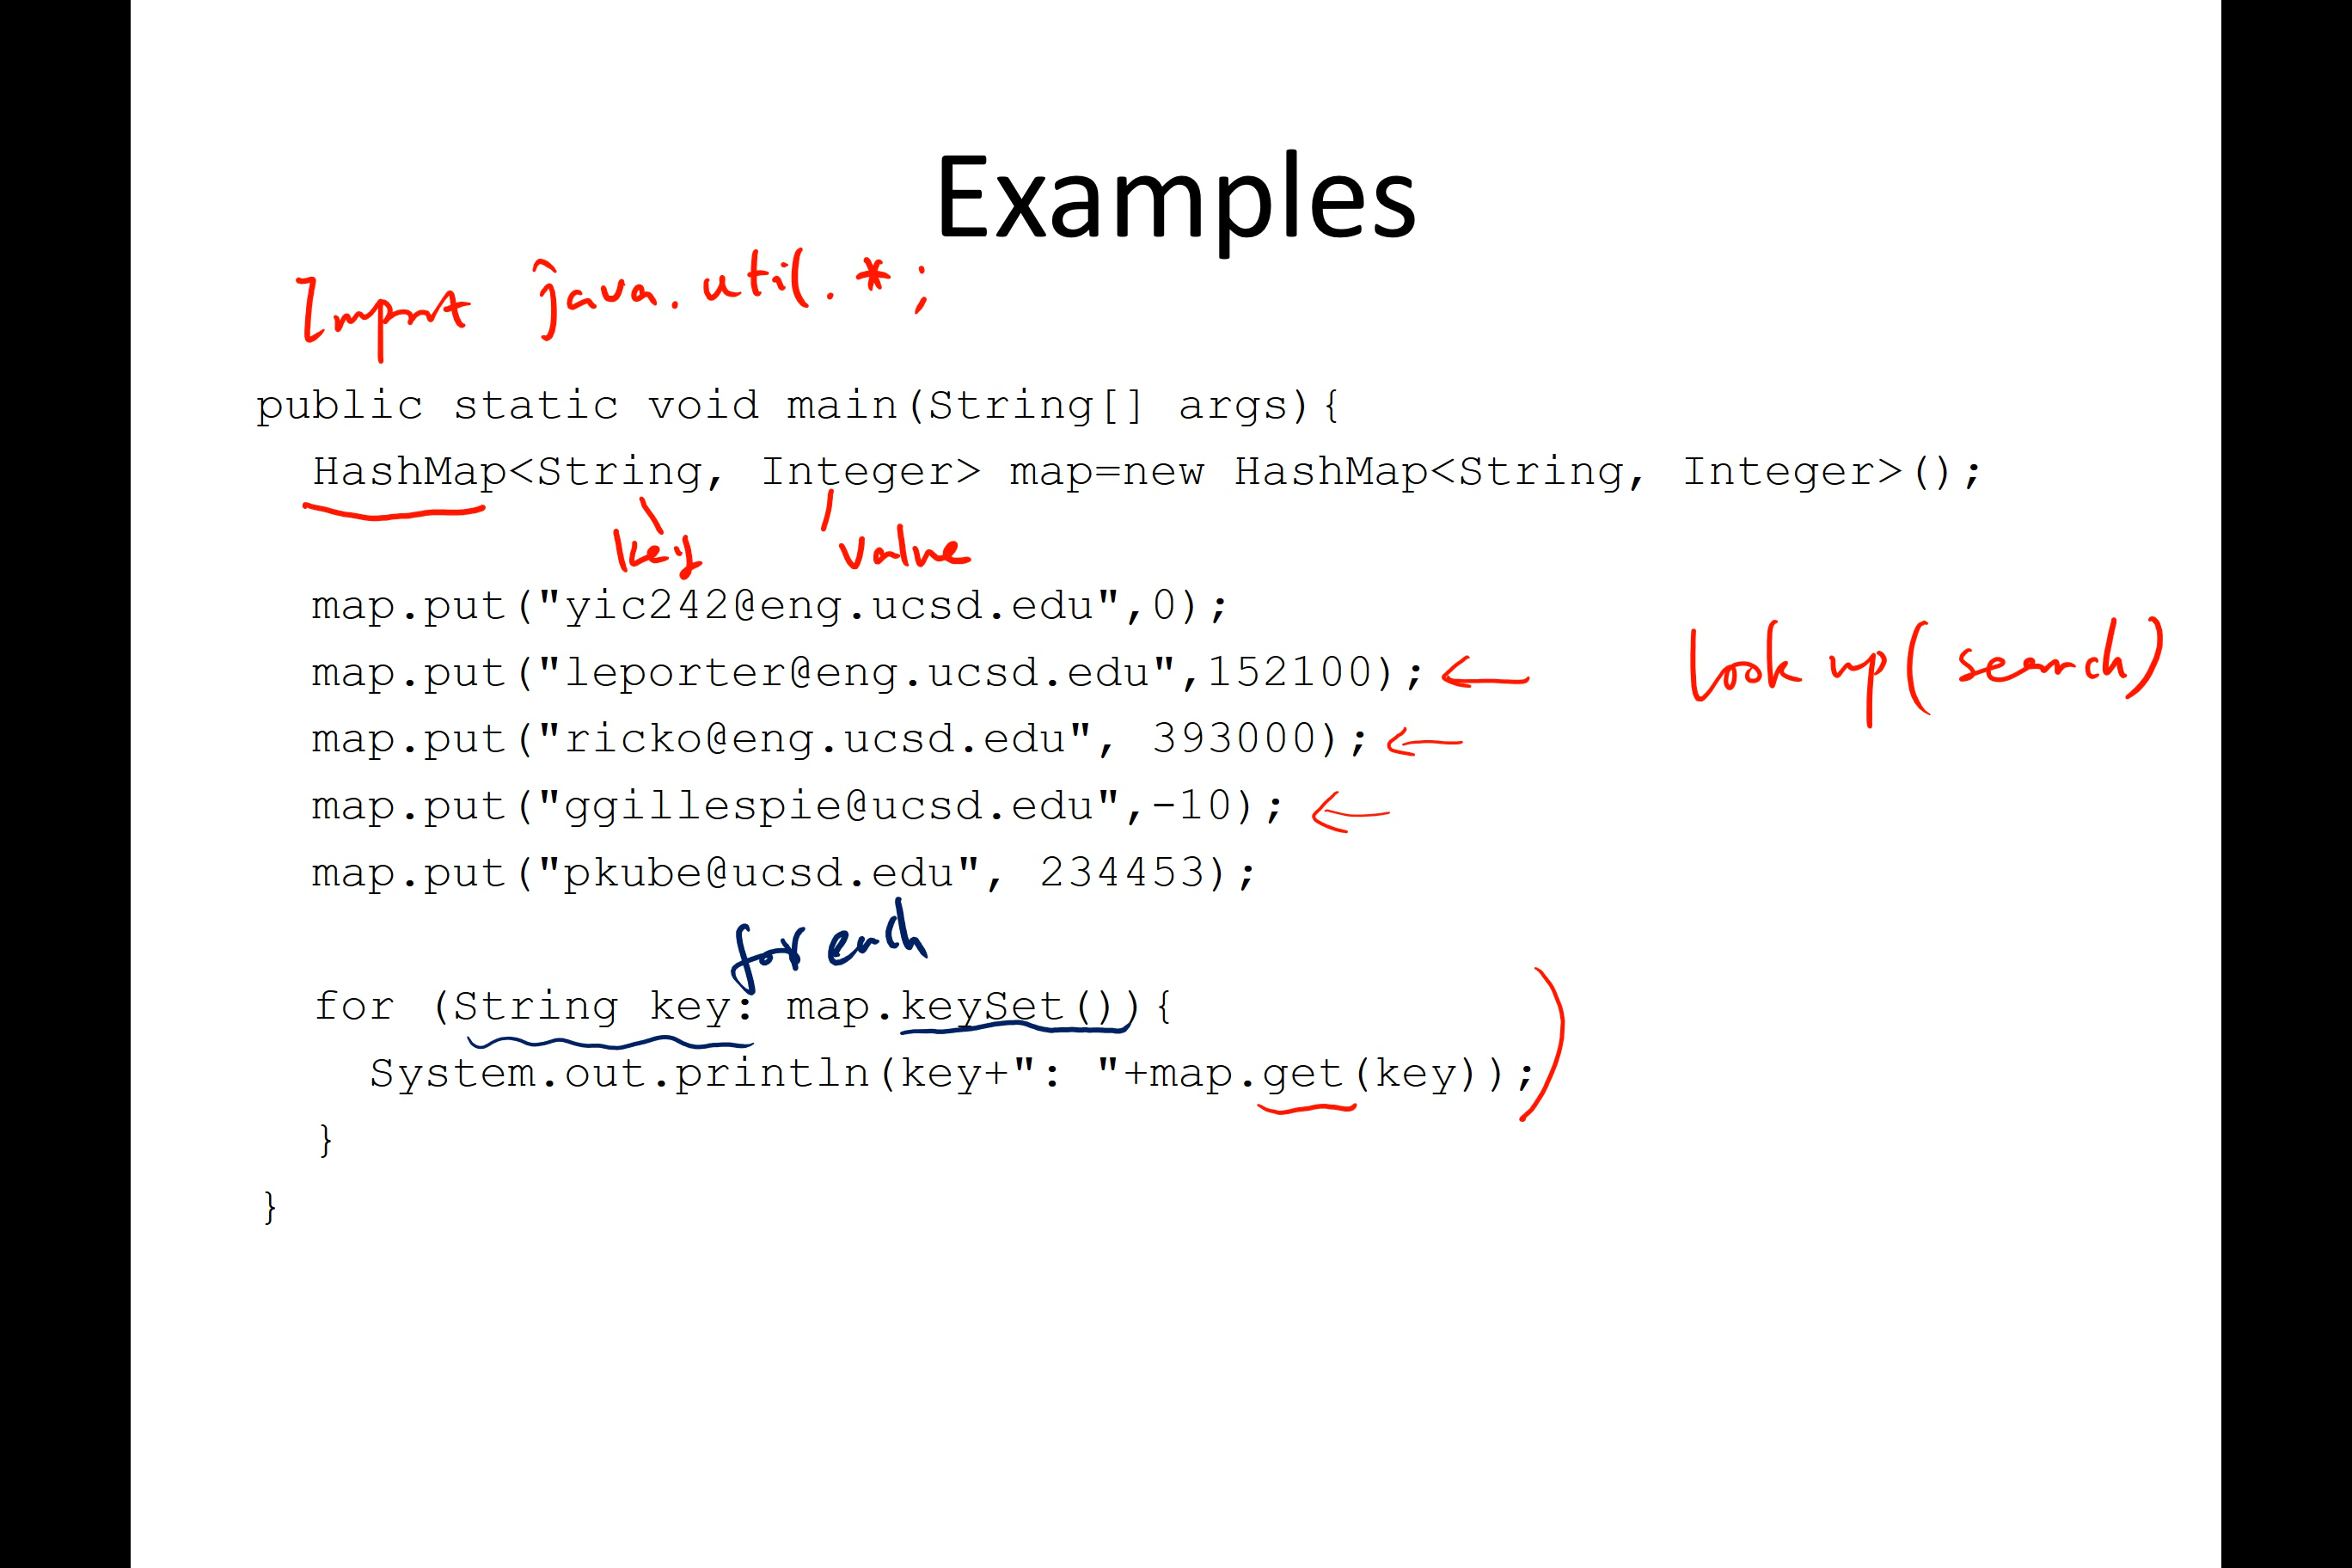 Examples
Import java.util.*;
public static void main(String[] args){
HashMap<String, Integer> map=new HashMap<String, Integer>();
key value
map.put("yic242@eng.ucsd.edu",0);
map.put("leporter@eng.ucsd.edu",152100); look up (search)
map.put("ricko@eng.ucsd.edu", 393000);
map.put("ggillespie@ucsd.edu",-10);
map.put("pkube@ucsd.edu", 234453);
for each
for (String key: map.keySet()){
System.out.println(key+": "+map.get(key));
}
}